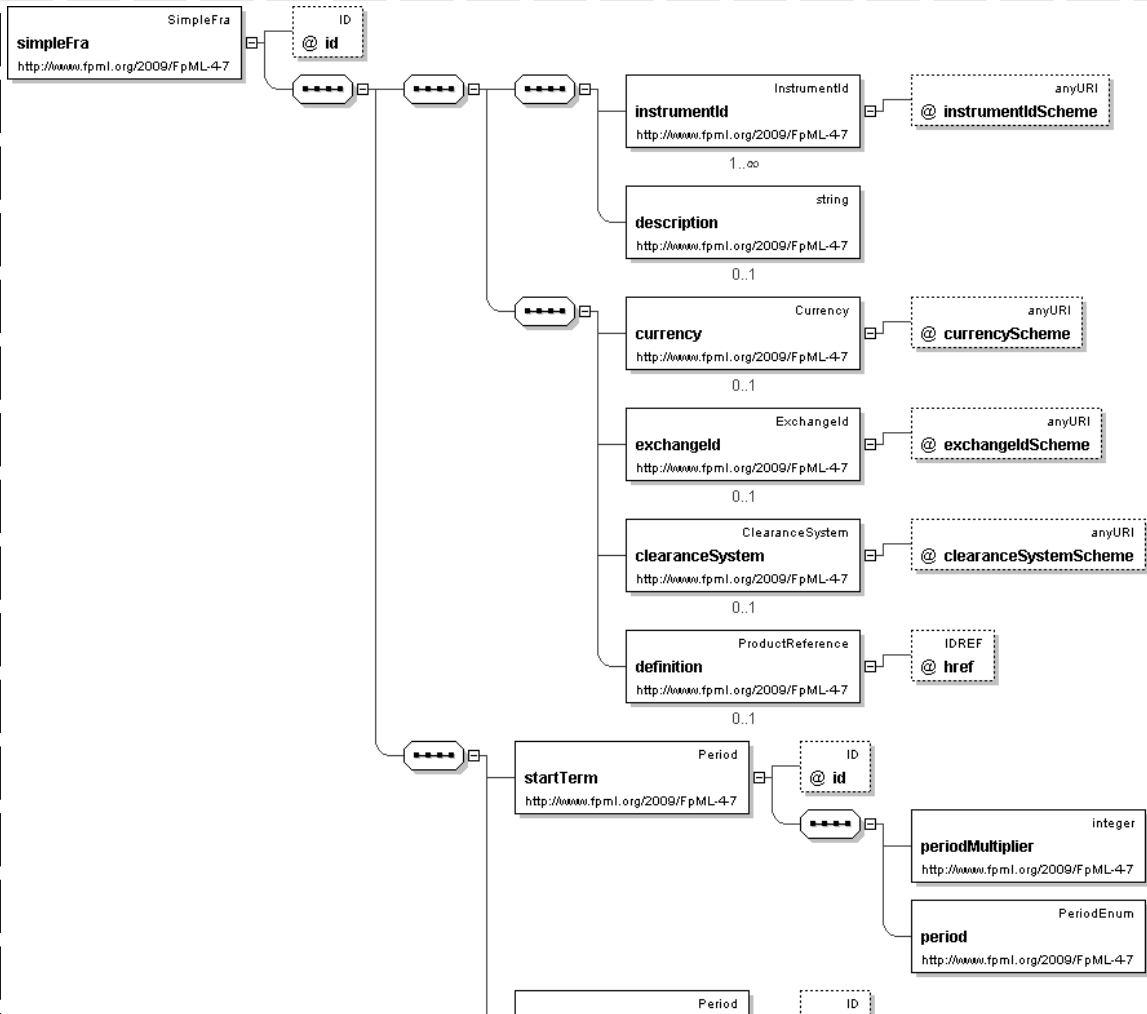 SimpleFra
simpleFra
http://www.fpml.org/2009/FpML-4-7
ID
@ id
InstrumentId
instrumentId
http://www.fpml.org/2009/FpML-4-7
1..∞
anyURI
@ instrumentIdScheme
string
description
http://www.fpml.org/2009/FpML-4-7
0..1
Currency
currency
http://www.fpml.org/2009/FpML-4-7
0..1
anyURI
@ currencyScheme
ExchangeId
exchangeId
http://www.fpml.org/2009/FpML-4-7
0..1
anyURI
@ exchangeIdScheme
ClearanceSystem
clearanceSystem
http://www.fpml.org/2009/FpML-4-7
0..1
anyURI
@ clearanceSystemScheme
ProductReference
definition
http://www.fpml.org/2009/FpML-4-7
0..1
IDREF
@ href
Period
startTerm
http://www.fpml.org/2009/FpML-4-7
ID
@ id
integer
periodMultiplier
http://www.fpml.org/2009/FpML-4-7
PeriodEnum
period
http://www.fpml.org/2009/FpML-4-7
Period
ID